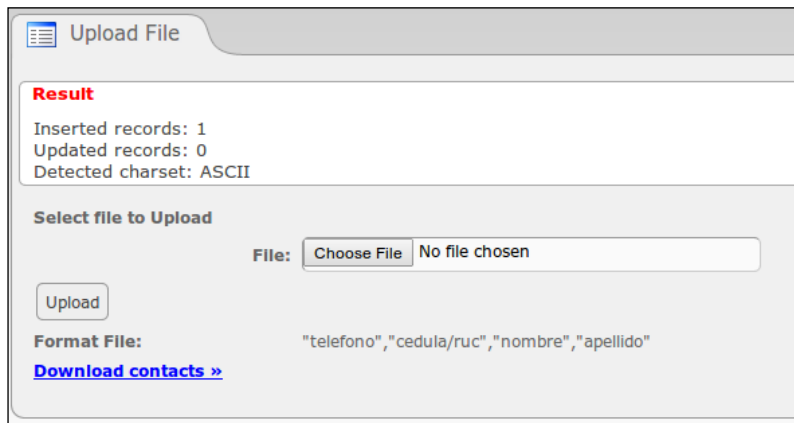 Upload File
Result
Inserted records: 1
Updated records: 0
Detected charset: ASCII
Select file to Upload
File: Choose File No file chosen
Upload
Format File: "telefono","cedula/ruc","nombre","apellido"
Download contacts »